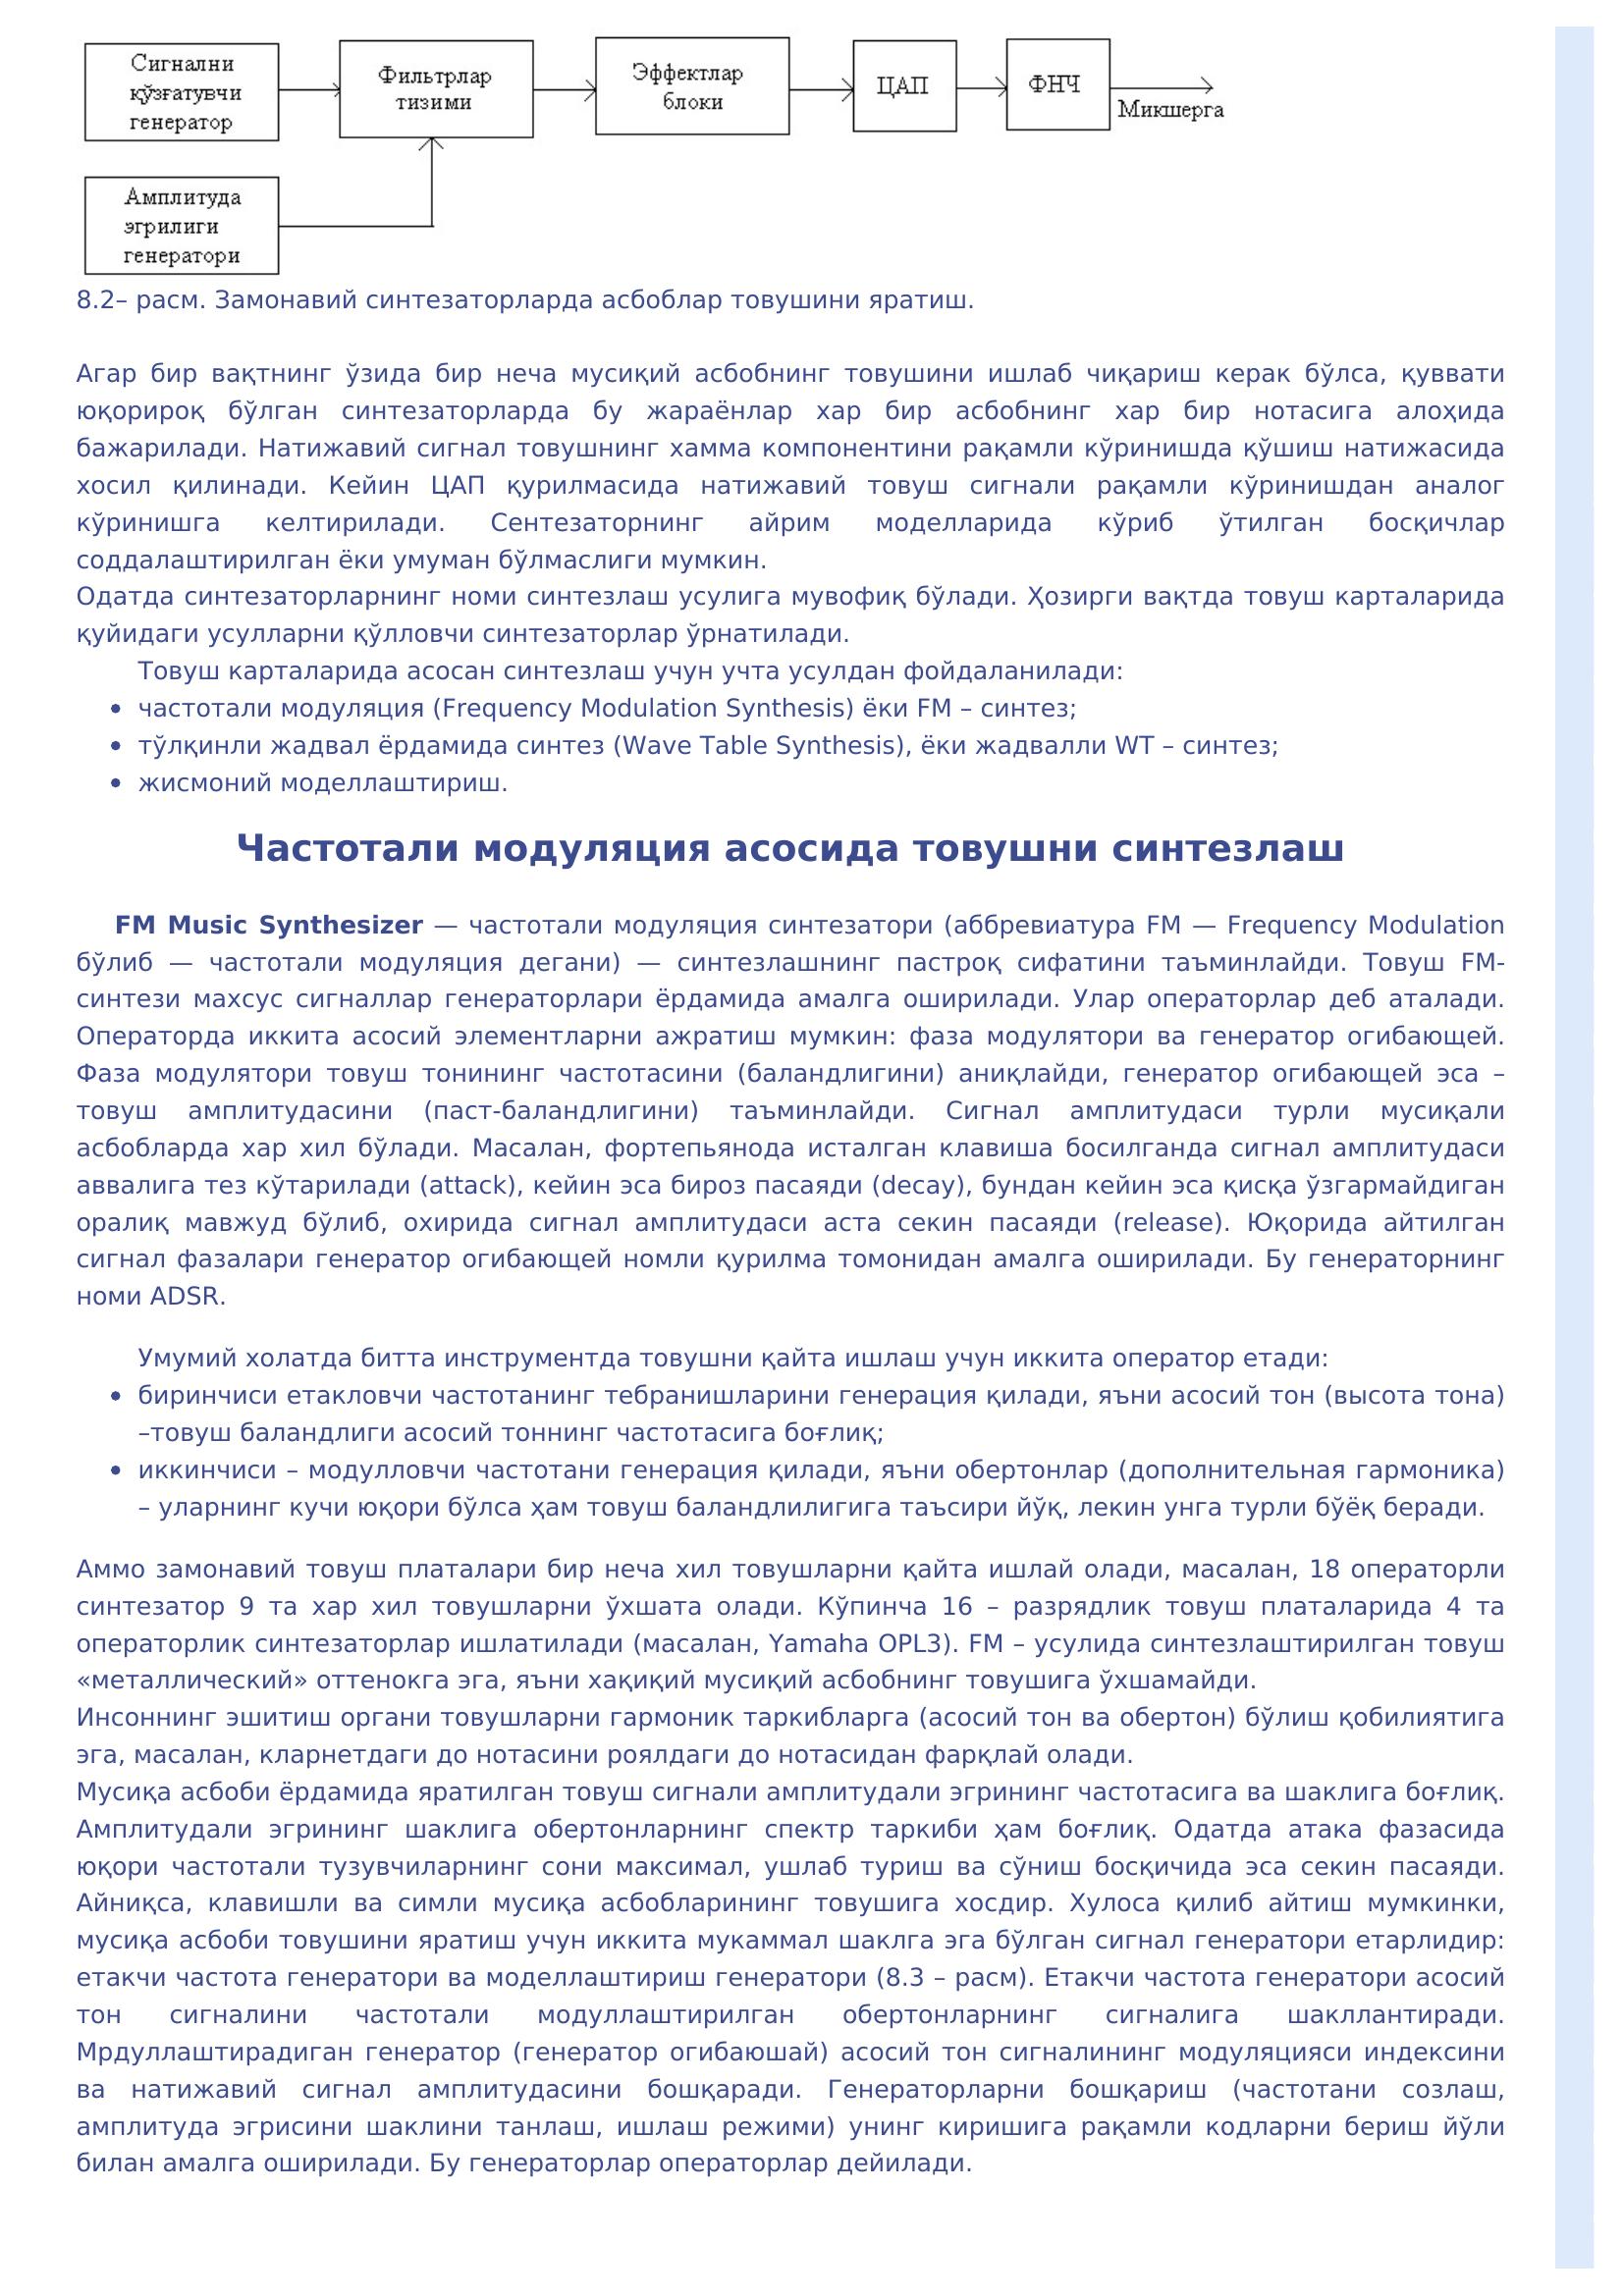 Сигнални
қўзғатувчи
генератор
Фильтрлар
тизими
Эффектлар
блоки
ЦАП
ФНЧ
Микшерга
Амплитуда
эгрилиги
генератори
8.2– расм. Замонавий синтезаторларда асбоблар товушини яратиш.
Агар бир вақтнинг ўзида бир неча мусиқий асбобнинг товушини ишлаб чиқариш керак бўлса, қуввати
юқорироқ бўлган синтезаторларда бу жараёнлар хар бир асбобнинг хар бир нотасига алоҳида
бажарилади. Натижавий сигнал товушнинг хамма компонентини рақамли кўринишда қўшиш натижасида
хосил қилинади. Кейин ЦАП қурилмасида натижавий товуш сигнали рақамли кўринишдан аналог
кўринишга келтирилади. Сентезаторнинг айрим моделларида кўриб ўтилган босқичлар
соддалаштирилган ёки умуман бўлмаслиги мумкин.
Одатда синтезаторларнинг номи синтезлаш усулига мувофиқ бўлади. Ҳозирги вақтда товуш карталарида
қуйидаги усулларни қўлловчи синтезаторлар ўрнатилади.
Товуш карталарида асосан синтезлаш учун учта усулдан фойдаланилади:
• частотали модуляция (Frequency Modulation Synthesis) ёки FM – синтез;
• тўлқинли жадвал ёрдамида синтез (Wave Table Synthesis), ёки жадвалли WT – синтез;
• жисмоний моделлаштириш.
Частотали модуляция асосида товушни синтезлаш
FM Music Synthesizer — частотали модуляция синтезатори (аббревиатура FM — Frequency Modulation
бўлиб — частотали модуляция дегани) — синтезлашнинг пастроқ сифатини таъминлайди. Товуш FM-
синтези махсус сигналлар генераторлари ёрдамида амалга оширилади. Улар операторлар деб аталади.
Операторда иккита асосий элементларни ажратиш мумкин: фаза модулятори ва генератор огибающей.
Фаза модулятори товуш тонининг частотасини (баландлигини) аниқлайди, генератор огибающей эса –
товуш амплитудасини (паст-баландлигини) таъминлайди. Сигнал амплитудаси турли мусиқали
асбобларда хар хил бўлади. Масалан, фортепьянода исталган клавиша босилганда сигнал амплитудаси
аввалига тез кўтарилади (attack), кейин эса бироз пасаяди (decay), бундан кейин эса қисқа ўзгармайдиган
оралиқ мавжуд бўлиб, охирида сигнал амплитудаси аста секин пасаяди (release). Юқорида айтилган
сигнал фазалари генератор огибающей номли қурилма томонидан амалга оширилади. Бу генераторнинг
номи ADSR.
Умумий холатда битта инструментда товушни қайта ишлаш учун иккита оператор етади:
• биринчиси етакловчи частотанинг тебранишларини генерация қилади, яъни асосий тон (высота тона)
–товуш баландлиги асосий тоннинг частотасига боғлиқ;
• иккинчиси – модулловчи частотани генерация қилади, яъни обертонлар (дополнительная гармоника)
– уларнинг кучи юқори бўлса ҳам товуш баландлилигига таъсири йўқ, лекин унга турли бўёқ беради.
Аммо замонавий товуш платалари бир неча хил товушларни қайта ишлай олади, масалан, 18 операторли
синтезатор 9 та хар хил товушларни ўхшата олади. Кўпинча 16 – разрядлик товуш платаларида 4 та
операторлик синтезаторлар ишлатилади (масалан, Yamaha OPL3). FM – усулида синтезлаштирилган товуш
«металлический» оттенокга эга, яъни хақиқий мусиқий асбобнинг товушига ўхшамайди.
Инсоннинг эшитиш органи товушларни гармоник таркибларга (асосий тон ва обертон) бўлиш қобилиятига
эга, масалан, кларнетдаги до нотасини роялдаги до нотасидан фарқлай олади.
Мусиқа асбоби ёрдамида яратилган товуш сигнали амплитудали эгрининг частотасига ва шаклига боғлиқ.
Амплитудали эгрининг шаклига обертонларнинг спектр таркиби ҳам боғлиқ. Одатда атака фазасида
юқори частотали тузувчиларнинг сони максимал, ушлаб туриш ва сўниш босқичида эса секин пасаяди.
Айниқса, клавишли ва симли мусиқа асбобларининг товушига хосдир. Хулоса қилиб айтиш мумкинки,
мусиқа асбоби товушини яратиш учун иккита мукаммал шаклга эга бўлган сигнал генератори етарлидир:
етакчи частота генератори ва моделлаштириш генератори (8.3 – расм). Етакчи частота генератори асосий
тон сигналини частотали модуллаштирилган обертонларнинг сигналига шакллантиради.
Мрдуллаштирадиган генератор (генератор огибаюшай) асосий тон сигналининг модуляцияси индексини
ва натижавий сигнал амплитудасини бошқаради. Генераторларни бошқариш (частотани созлаш,
амплитуда эгрисини шаклини танлаш, ишлаш режими) унинг киришига рақамли кодларни бериш йўли
билан амалга оширилади. Бу генераторлар операторлар дейилади.